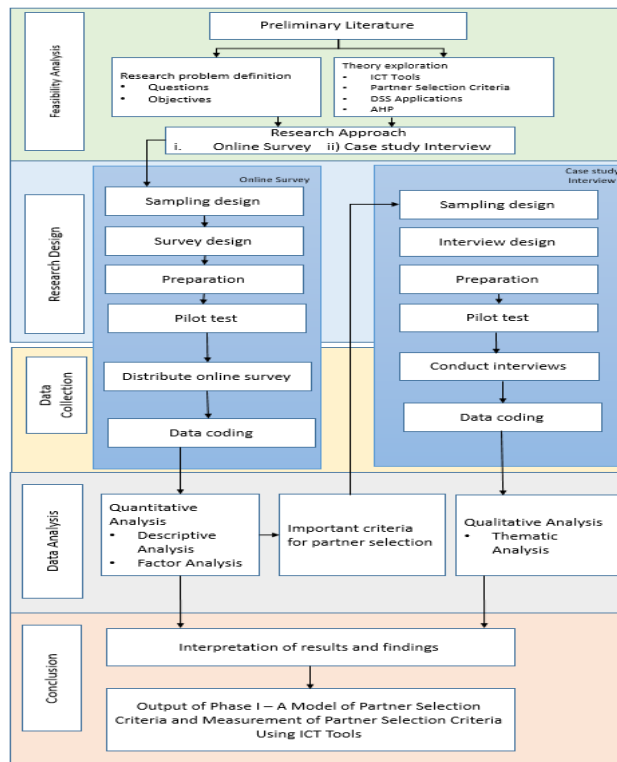 Feasibility Analysis
Preliminary Literature
Research problem definition
• Questions
• Objectives
Theory exploration
• ICT Tools
• Partner Selection Criteria
• DSS Applications
• AHP
Research Approach
i. Online Survey ii) Case study Interview
Research Design
Online Survey
Sampling design
Survey design
Preparation
Pilot test
Case study
Interview
Sampling design
Interview design
Preparation
Pilot test
Data
Collection
Distribute online survey
Data coding
Conduct interviews
Data coding
Data Analysis
Quantitative
Analysis
• Descriptive
Analysis
• Factor Analysis
Important criteria
for partner selection
Qualitative Analysis
• Thematic
Analysis
Conclusion
Interpretation of results and findings
Output of Phase I – A Model of Partner Selection
Criteria and Measurement of Partner Selection Criteria
Using ICT Tools